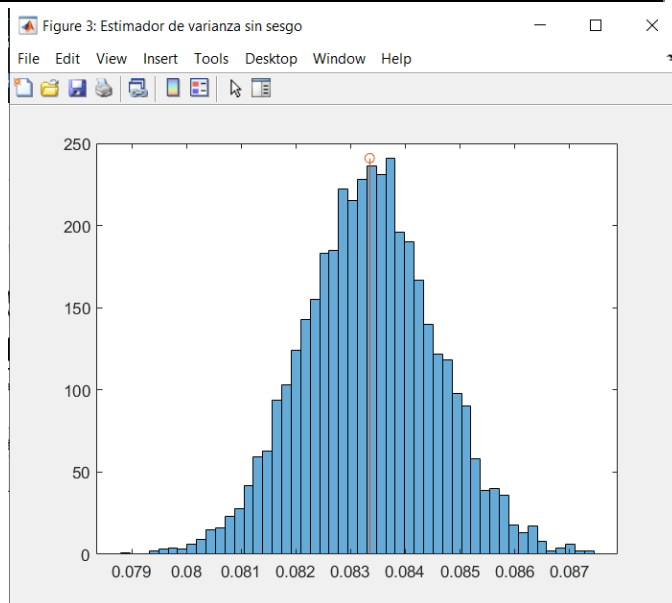 Figure 3: Estimador de varianza sin sesgo
File Edit View Insert Tools Desktop Window Help
250
200
150
100
50
0
0.079 0.08 0.081 0.082 0.083 0.084 0.085 0.086 0.087